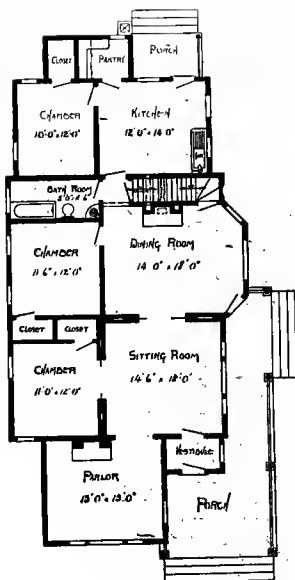 CLOSET
PANTRY
PORCH
CHAMBER
10'0" x 12'0"
KITCHEN
12'0" x 14'0"
BATH ROOM
CHAMBER
11'6" x 12'0"
DINING ROOM
14'0" x 18'0"
CLOSET
CLOSET
CHAMBER
11'0" x 12'0"
SITTING ROOM
14'6" x 18'0"
VESTIBULE
PARLOR
15'0" x 15'0"
PORCH